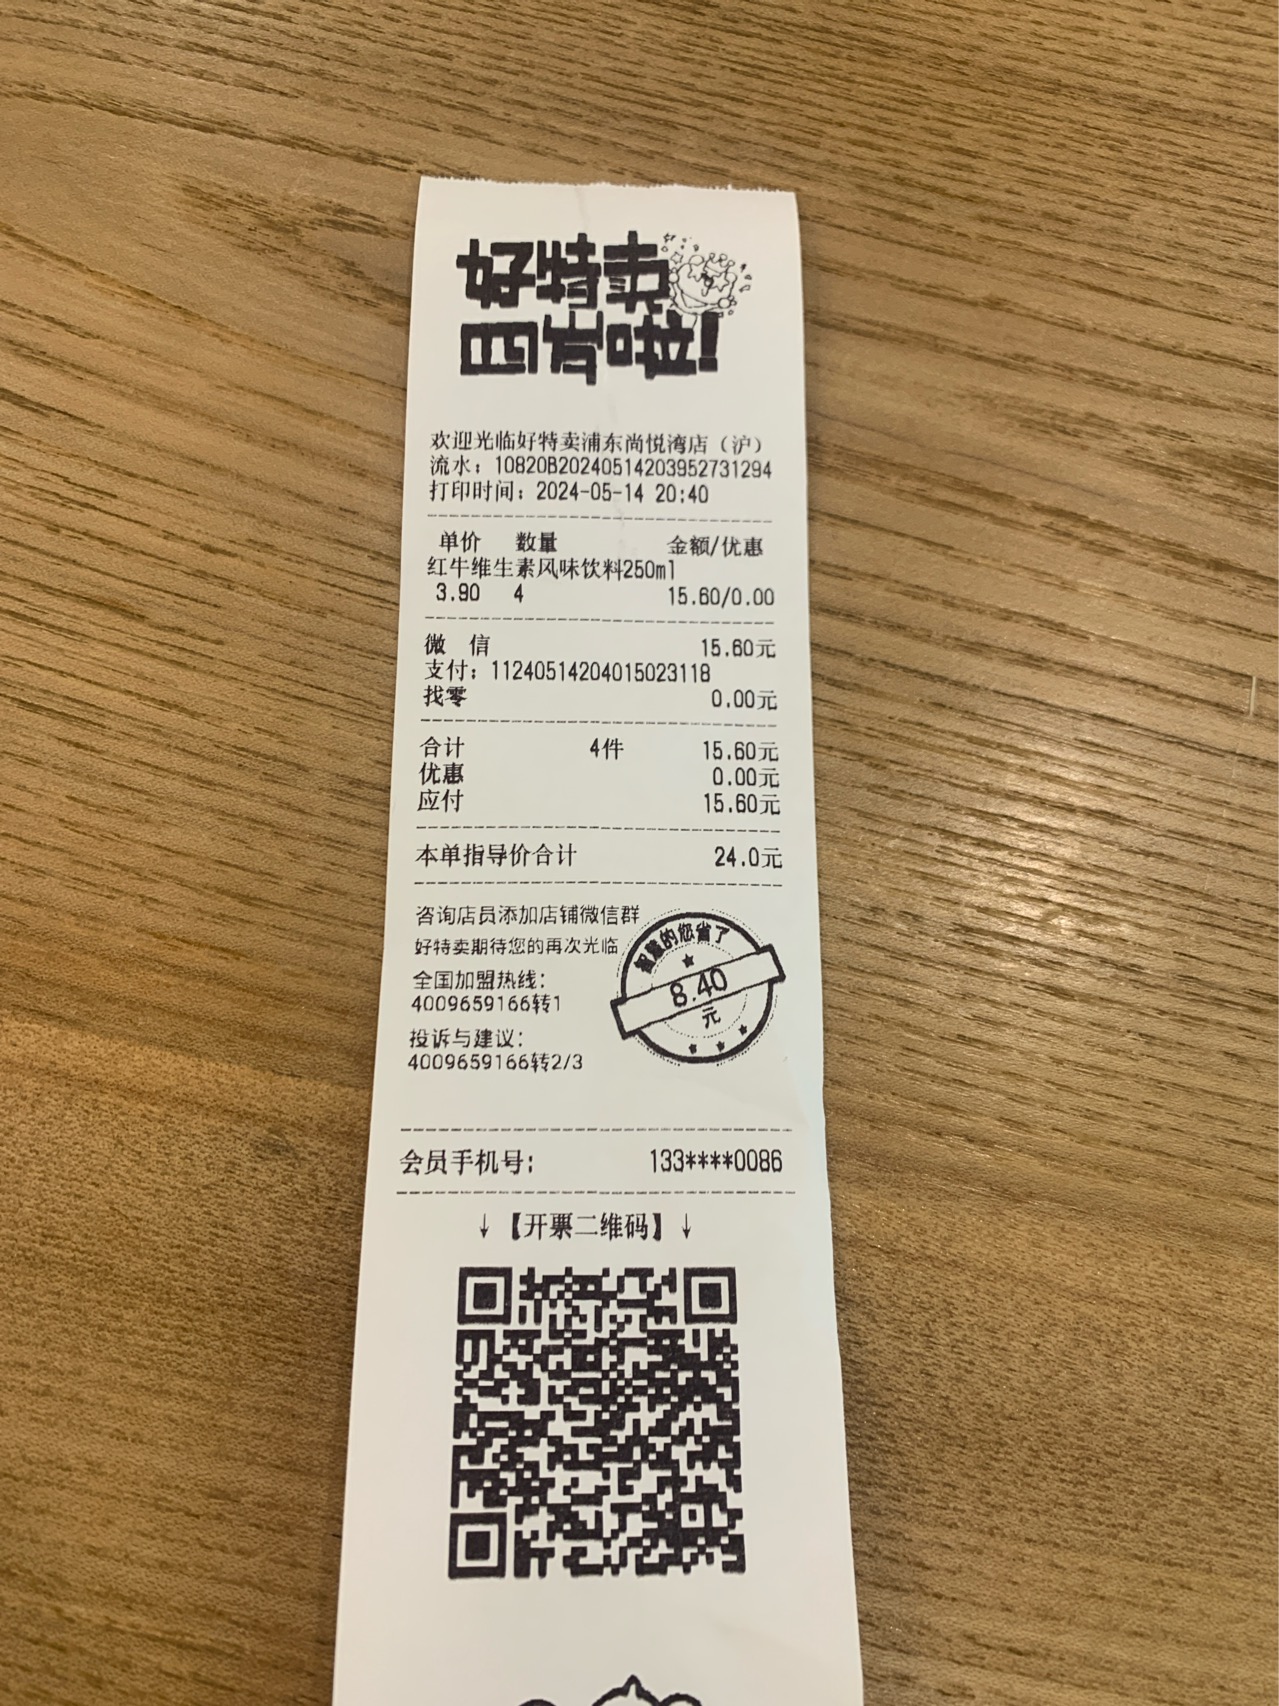 欢迎光临好特卖浦东尚悦湾店（沪）
流水：10820B20240514203952731294
打印时间：2024-05-14 20:40
单价 数量 金额/优惠
红牛维生素风味饮料250ml
3.90 4 15.60/0.00
微 信 15.60元
支付：11240514204015023118
找零 0.00元
合计 4件 15.60元
优惠 0.00元
应付 15.60元
本单指导价合计 24.0元
咨询店员添加店铺微信群
好特卖期待您的再次光临
全国加盟热线：
4009659166转1
投诉与建议：
4009659166转2/3
智慧的您省了
8.40
元
会员手机号： 133****0086
↓【开票二维码】↓